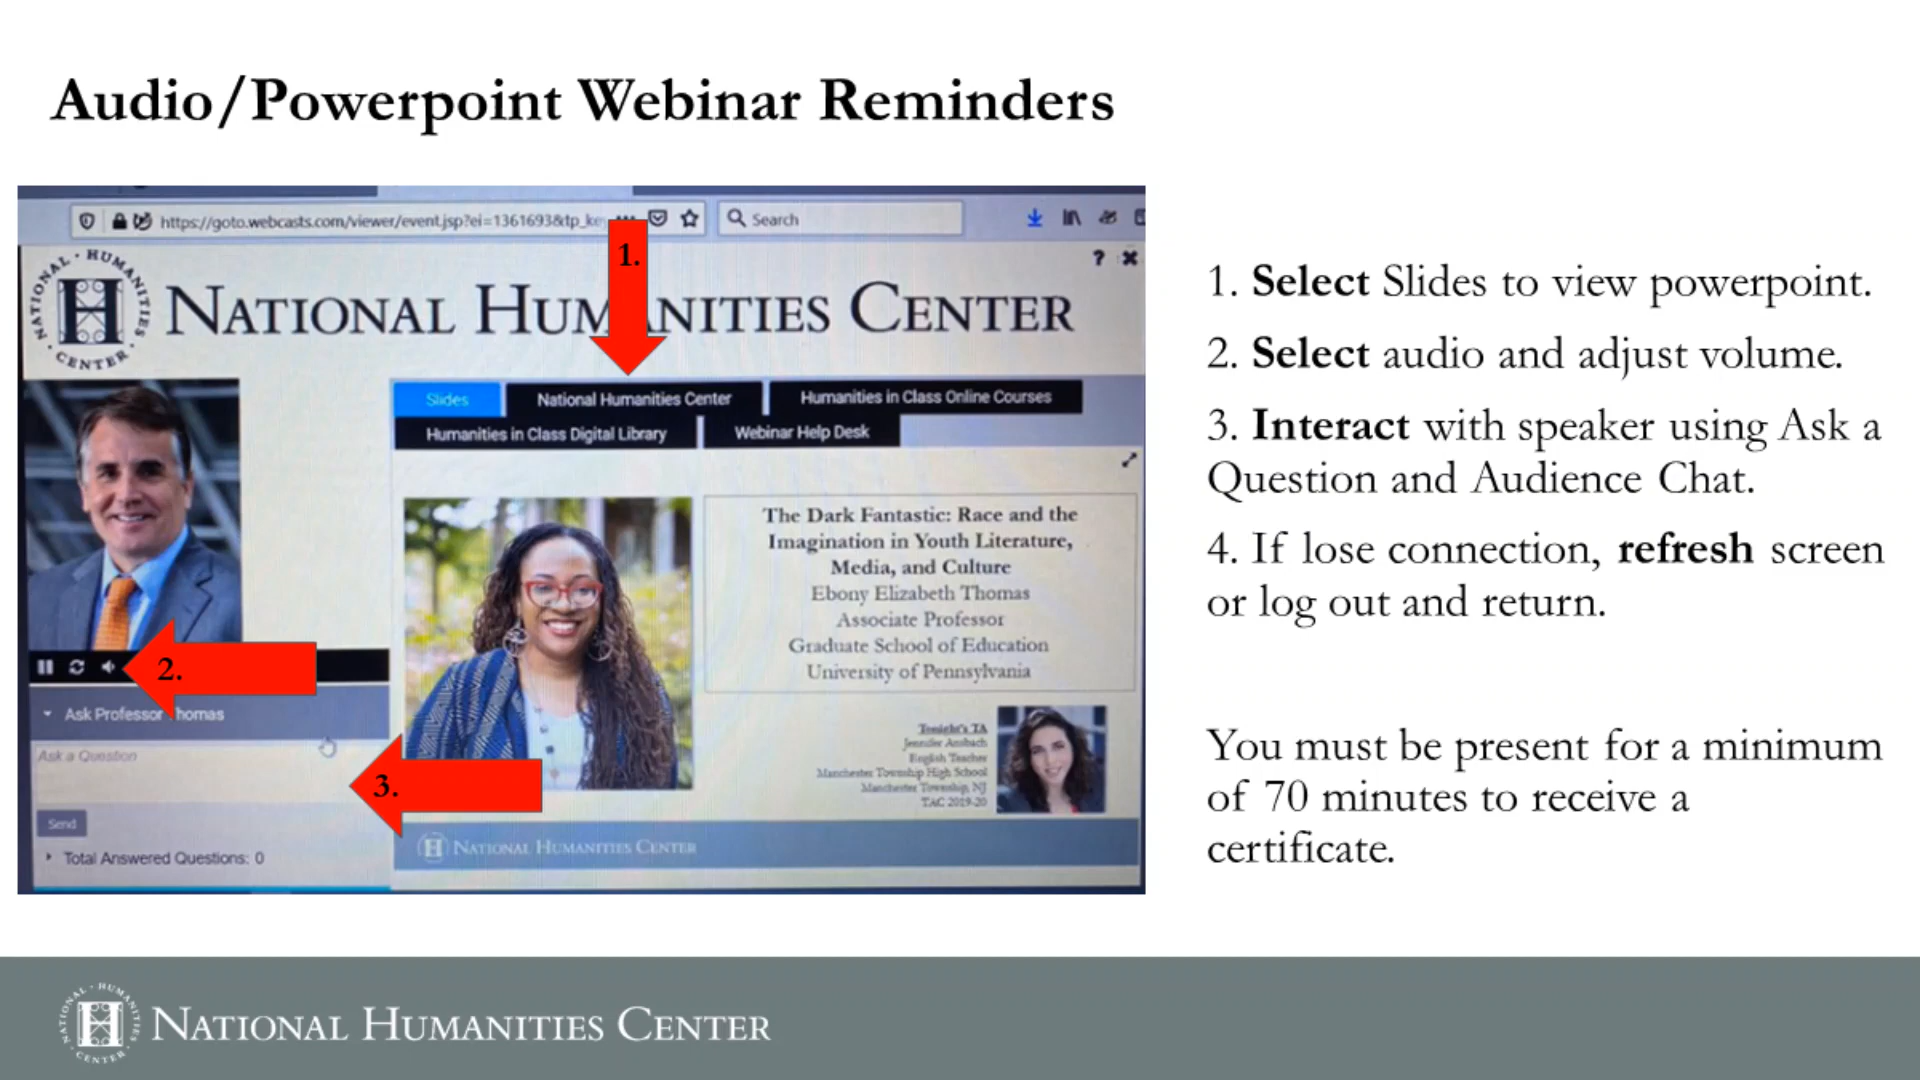 Audio/Powerpoint Webinar Reminders
https://goto.webcasts.com/viewer/event.jsp?ei=1361693&tp_ke
Search
1.
NATIONAL · HUMANITIES · CENTER ·
NATIONAL HUMANITIES CENTER
Slides
National Humanities Center
Humanities in Class Online Courses
Humanities in Class Digital Library
Webinar Help Desk
The Dark Fantastic: Race and the
Imagination in Youth Literature,
Media, and Culture
Ebony Elizabeth Thomas
Associate Professor
Graduate School of Education
University of Pennsylvania
2.
Ask Professor Thomas
Ask a Question
3.
Send
Total Answered Questions: 0
Tonight's TA
Jennifer Ansbach
English Teacher
Manchester Township High School
Manchester Township, NJ
TAC 2019-20
NATIONAL HUMANITIES CENTER
1. Select Slides to view powerpoint.
2. Select audio and adjust volume.
3. Interact with speaker using Ask a
Question and Audience Chat.
4. If lose connection, refresh screen
or log out and return.
You must be present for a minimum
of 70 minutes to receive a
certificate.
NATIONAL · HUMANITIES · CENTER ·
NATIONAL HUMANITIES CENTER